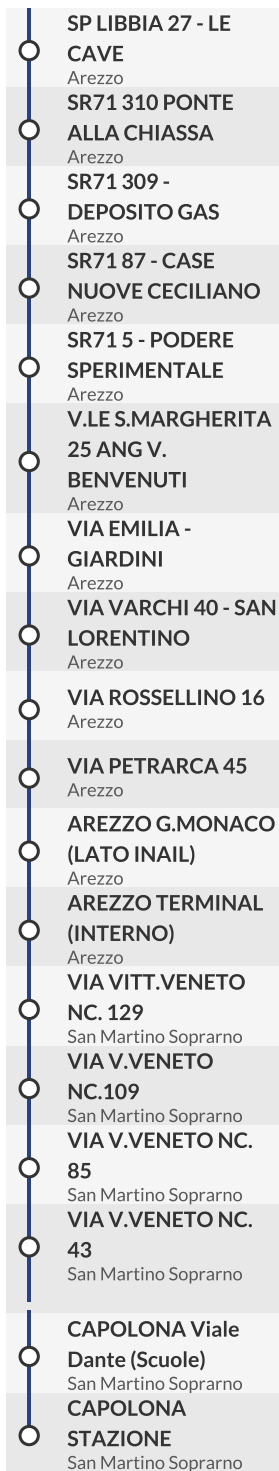 SP LIBBIA 27 - LE
CAVE
Arezzo
SR71 310 PONTE
ALLA CHIASSA
Arezzo
SR71 309 -
DEPOSITO GAS
Arezzo
SR71 87 - CASE
NUOVE CECILIANO
Arezzo
SR71 5 - PODERE
SPERIMENTALE
Arezzo
V.LE S.MARGHERITA
25 ANG V.
BENVENUTI
Arezzo
VIA EMILIA -
GIARDINI
Arezzo
VIA VARCHI 40 - SAN
LORENTINO
Arezzo
VIA ROSSELLINO 16
Arezzo
VIA PETRARCA 45
Arezzo
AREZZO G.MONACO
(LATO INAIL)
Arezzo
AREZZO TERMINAL
(INTERNO)
Arezzo
VIA VITT.VENETO
NC. 129
San Martino Soprarno
VIA V.VENETO
NC.109
San Martino Soprarno
VIA V.VENETO NC.
85
San Martino Soprarno
VIA V.VENETO NC.
43
San Martino Soprarno
CAPOLONA Viale
Dante (Scuole)
San Martino Soprarno
CAPOLONA
STAZIONE
San Martino Soprarno